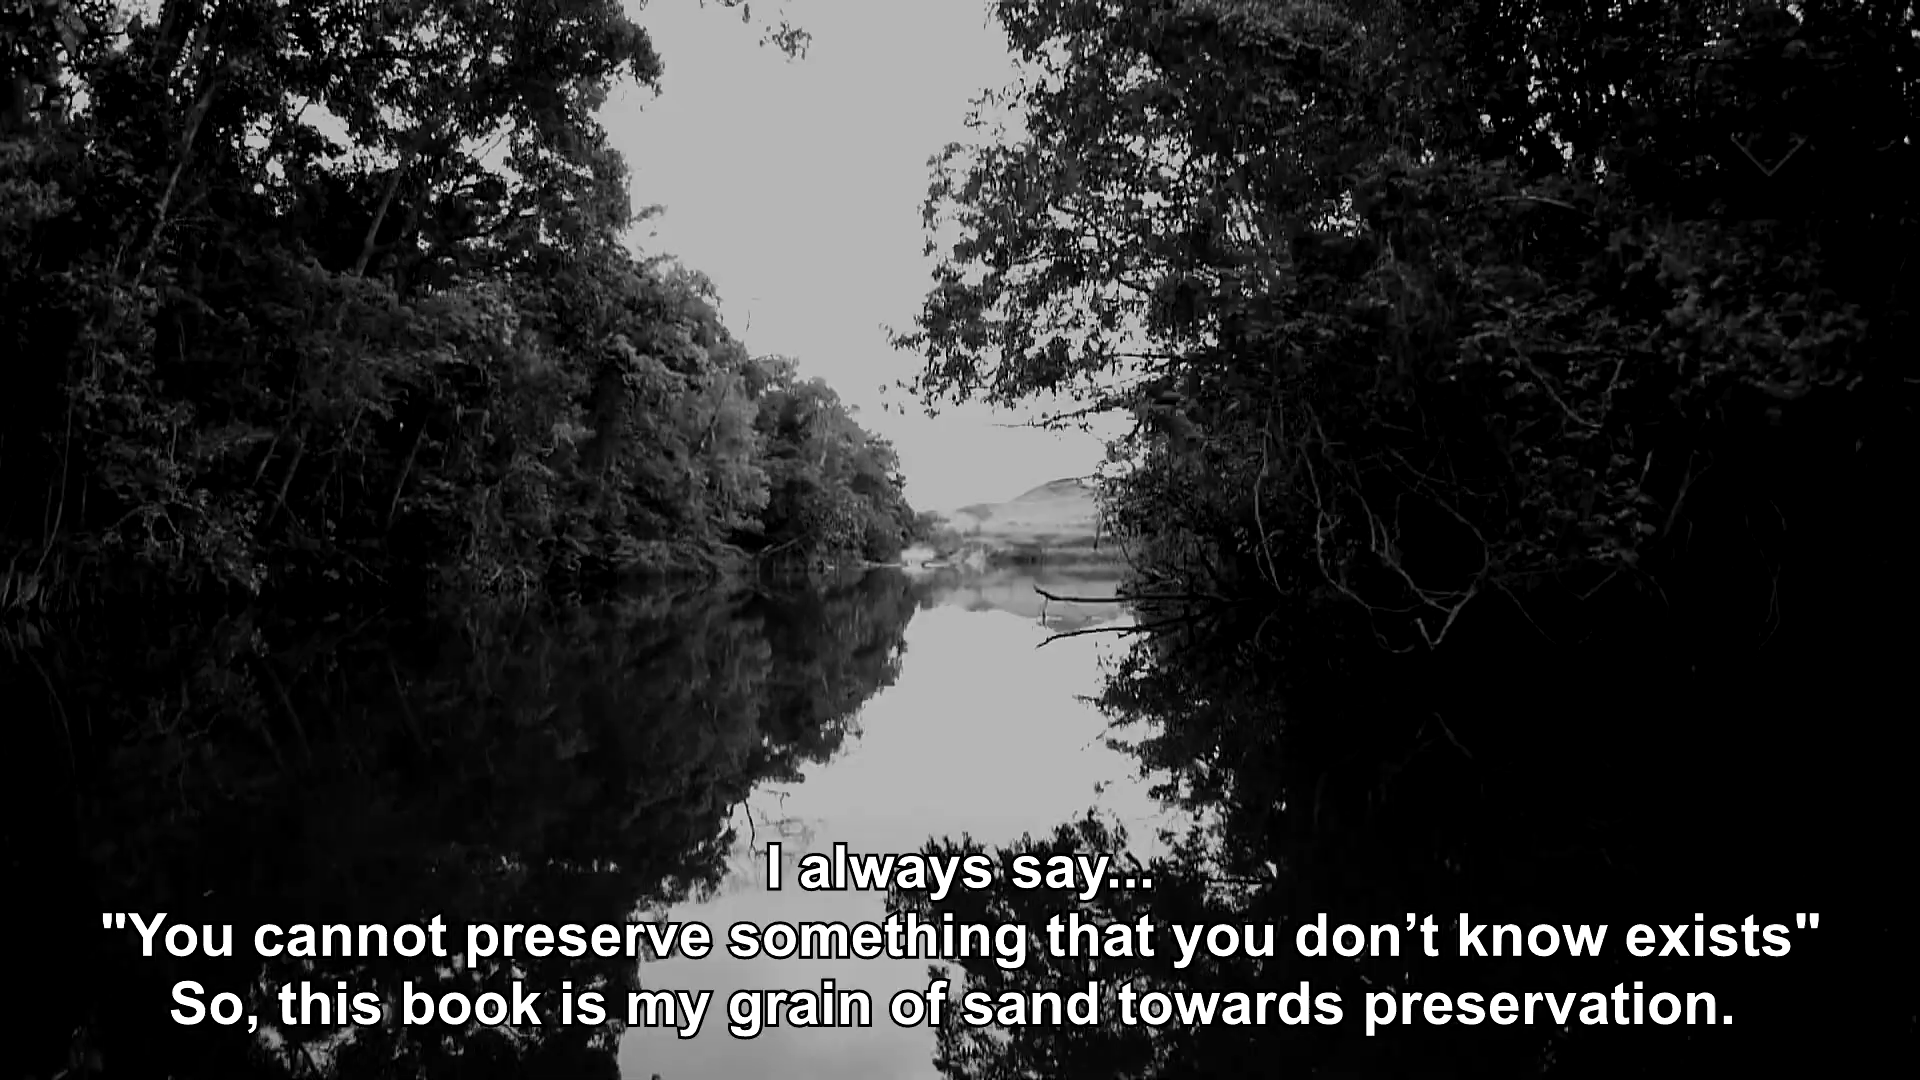 I always say...
"You cannot preserve something that you don’t know exists"
So, this book is my grain of sand towards preservation.